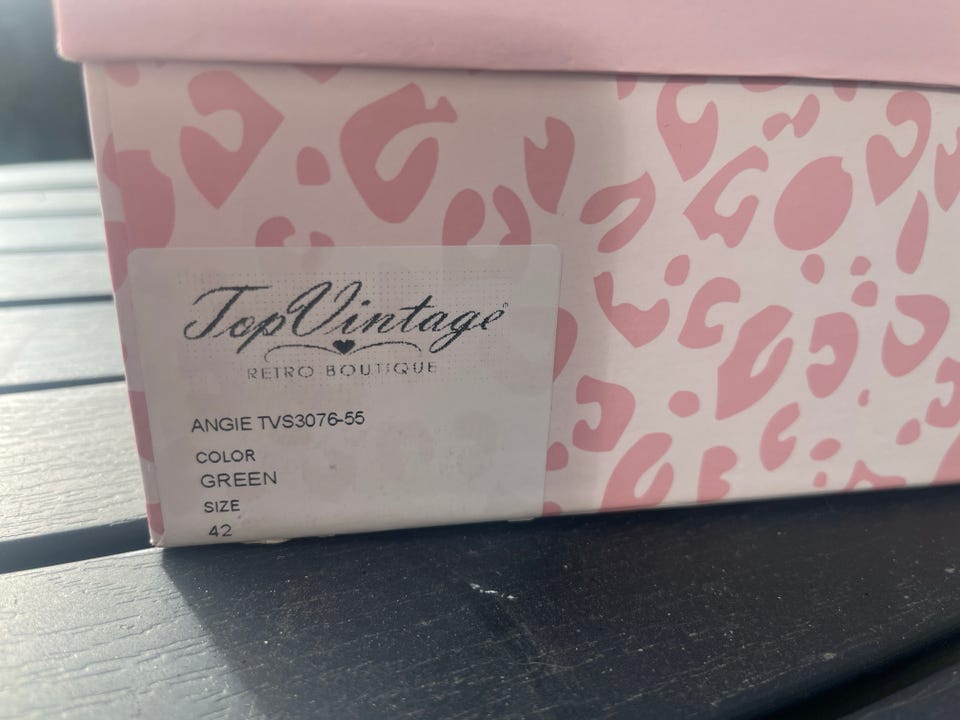 TopVintage
RETRO BOUTIQUE
ANGIE TVS3076-55
COLOR
GREEN
SIZE
42